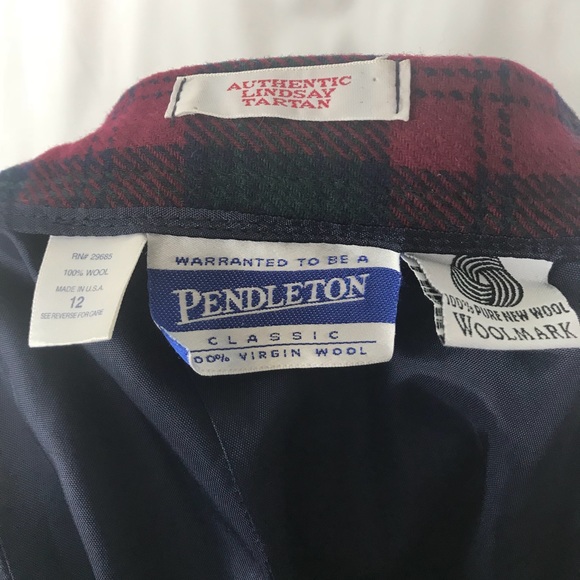 AUTHENTIC
LINDSAY
TARTAN
RN# 29685
100% WOOL
MADE IN U.S.A.
12
SEE REVERSE FOR CARE
WARRANTED TO BE A
PENDLETON
CLASSIC
00% VIRGIN WOOL
100% PURE NEW WOOL
WOOLMARK